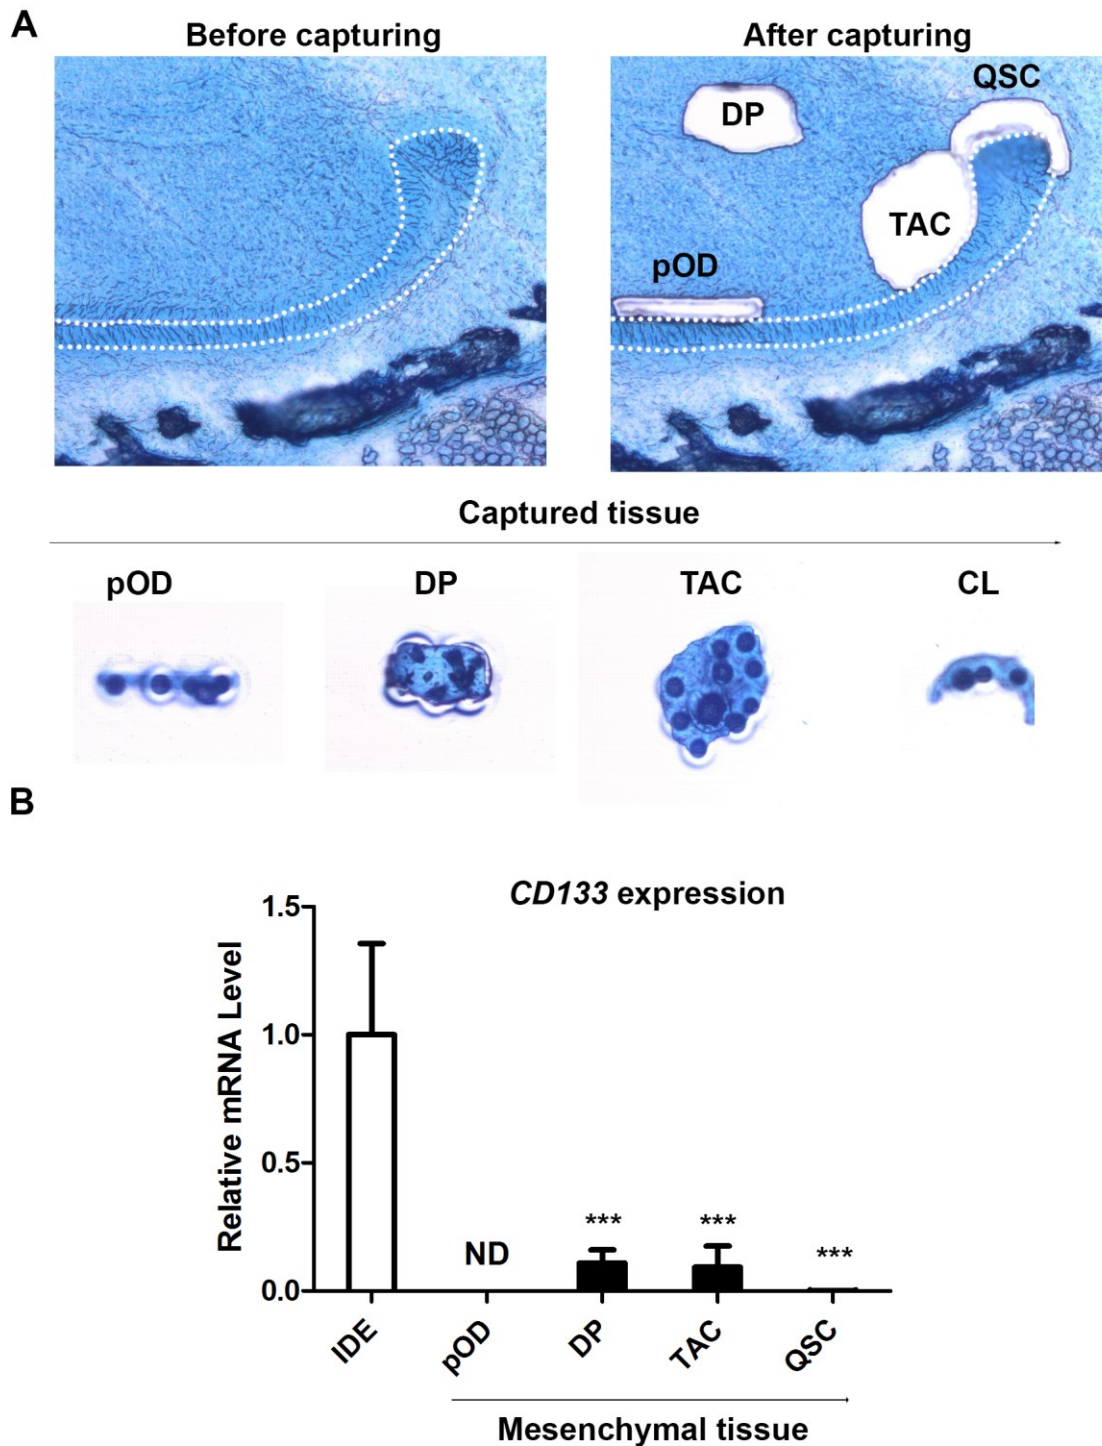 A
Before capturing
After capturing
QSC
DP
TAC
pOD
Captured tissue
pOD
DP
TAC
CL
B
CD133 expression
Relative mRNA Level
1.5
1.0
0.5
0.0
ND
***
***
***
IDE
pOD
DP
TAC
QSC
Mesenchymal tissue